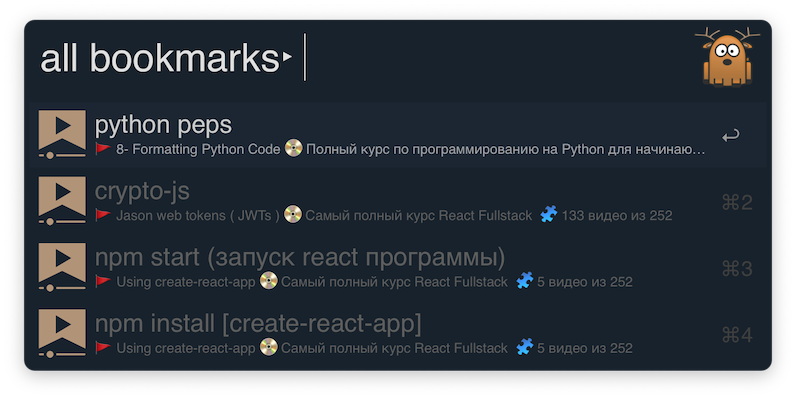 all bookmarks▸
python peps
🚩 8- Formatting Python Code 📀 Полный курс по программированию на Python для начинаю…
↩
crypto-js
🚩 Jason web tokens ( JWTs ) 📀 Самый полный курс React Fullstack 🧩 133 видео из 252
⌘2
npm start (запуск react программы)
🚩 Using create-react-app 📀 Самый полный курс React Fullstack 🧩 5 видео из 252
⌘3
npm install [create-react-app]
🚩 Using create-react-app 📀 Самый полный курс React Fullstack 🧩 5 видео из 252
⌘4